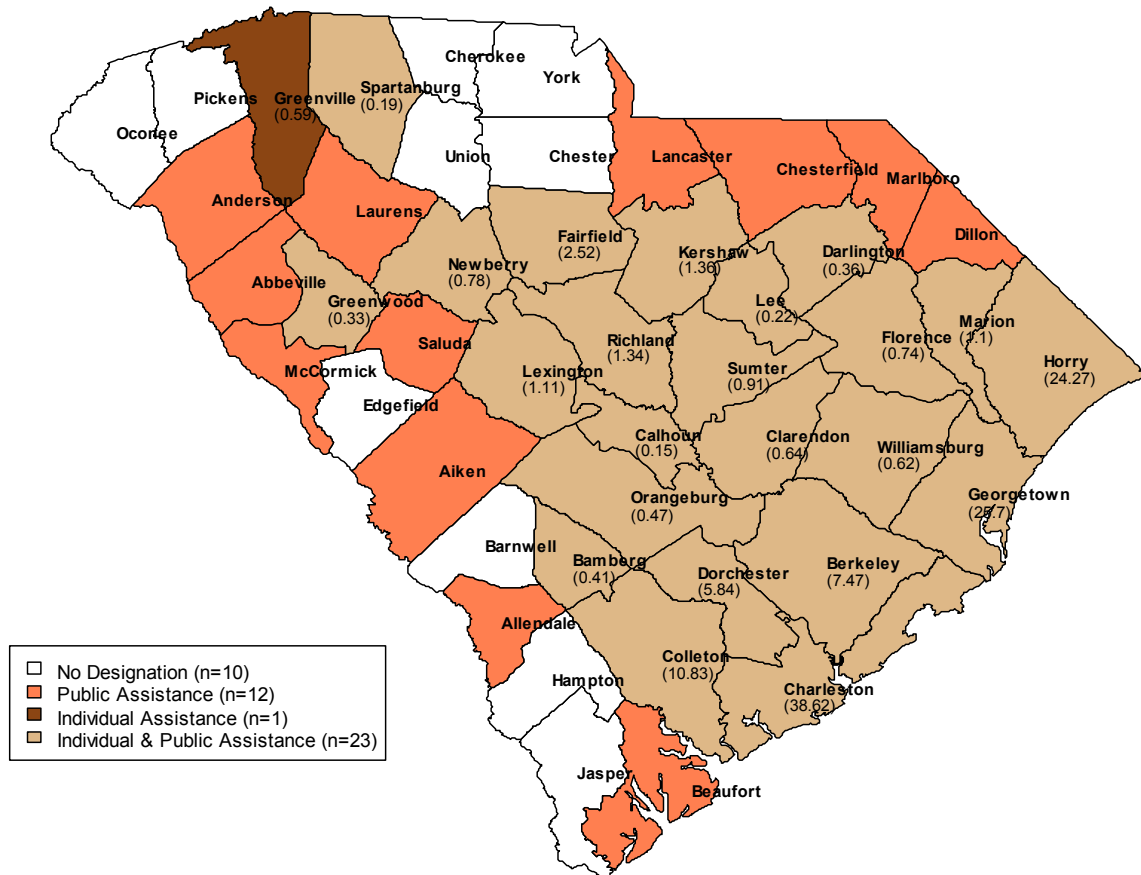 Cherokee
York
Spartanburg
(0.19)
Pickens
Greenville
(0.59)
Oconee
Union
Chester
Lancaster
Chesterfield
Marlboro
Anderson
Laurens
Dillon
Fairfield
(2.52)
Kershaw
(1.36)
Darlington
(0.36)
Newberry
(0.78)
Abbeville
Greenwood
(0.33)
Lee
(0.22)
Marion
(1.1)
Saluda
Richland
(1.34)
Florence
(0.74)
Horry
(24.27)
McCormick
Lexington
(1.11)
Sumter
(0.91)
Edgefield
Calhoun
(0.15)
Clarendon
(0.64)
Williamsburg
(0.62)
Aiken
Orangeburg
(0.47)
Georgetown
(25.7)
Barnwell
Bamberg
(0.41)
Dorchester
(5.84)
Berkeley
(7.47)
Allendale
Colleton
(10.83)
Hampton
Charleston
(38.62)
Jasper
Beaufort
No Designation (n=10)
Public Assistance (n=12)
Individual Assistance (n=1)
Individual & Public Assistance (n=23)